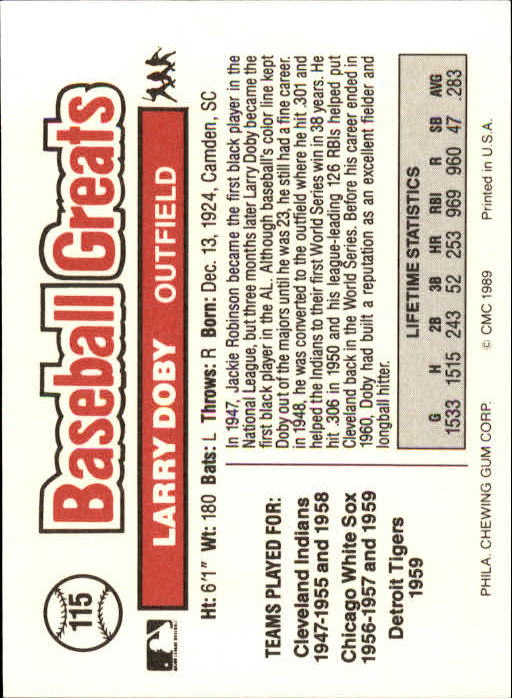 115
Baseball Greats
LARRY DOBY OUTFIELD
Ht: 6'1" Wt: 180 Bats: L Throws: R Born: Dec. 13, 1924, Camden, SC
TEAMS PLAYED FOR:
Cleveland Indians
1947-1955 and 1958
Chicago White Sox
1956-1957 and 1959
Detroit Tigers
1959
In 1947, Jackie Robinson became the first black player in the
National League, but three months later Larry Doby became the
first black player in the AL. Although baseball's color line kept
Doby out of the majors until he was 23, he still had a fine career.
in 1948, he was converted to the outfield where he hit .301 and
helped the Indians to their first World Series win in 38 years. He
hit .306 in 1950 and his league-leading 126 RBIs helped put
Cleveland back in the World Series. Before his career ended in
1960, Doby had built a reputation as an excellent fielder and
longball hitter.
LIFETIME STATISTICS
G H 2B 3B HR RBI R SB AVG
1533 1515 243 52 253 969 960 47 .283
PHILA. CHEWING GUM CORP. © CMC 1989 Printed in U.S.A.